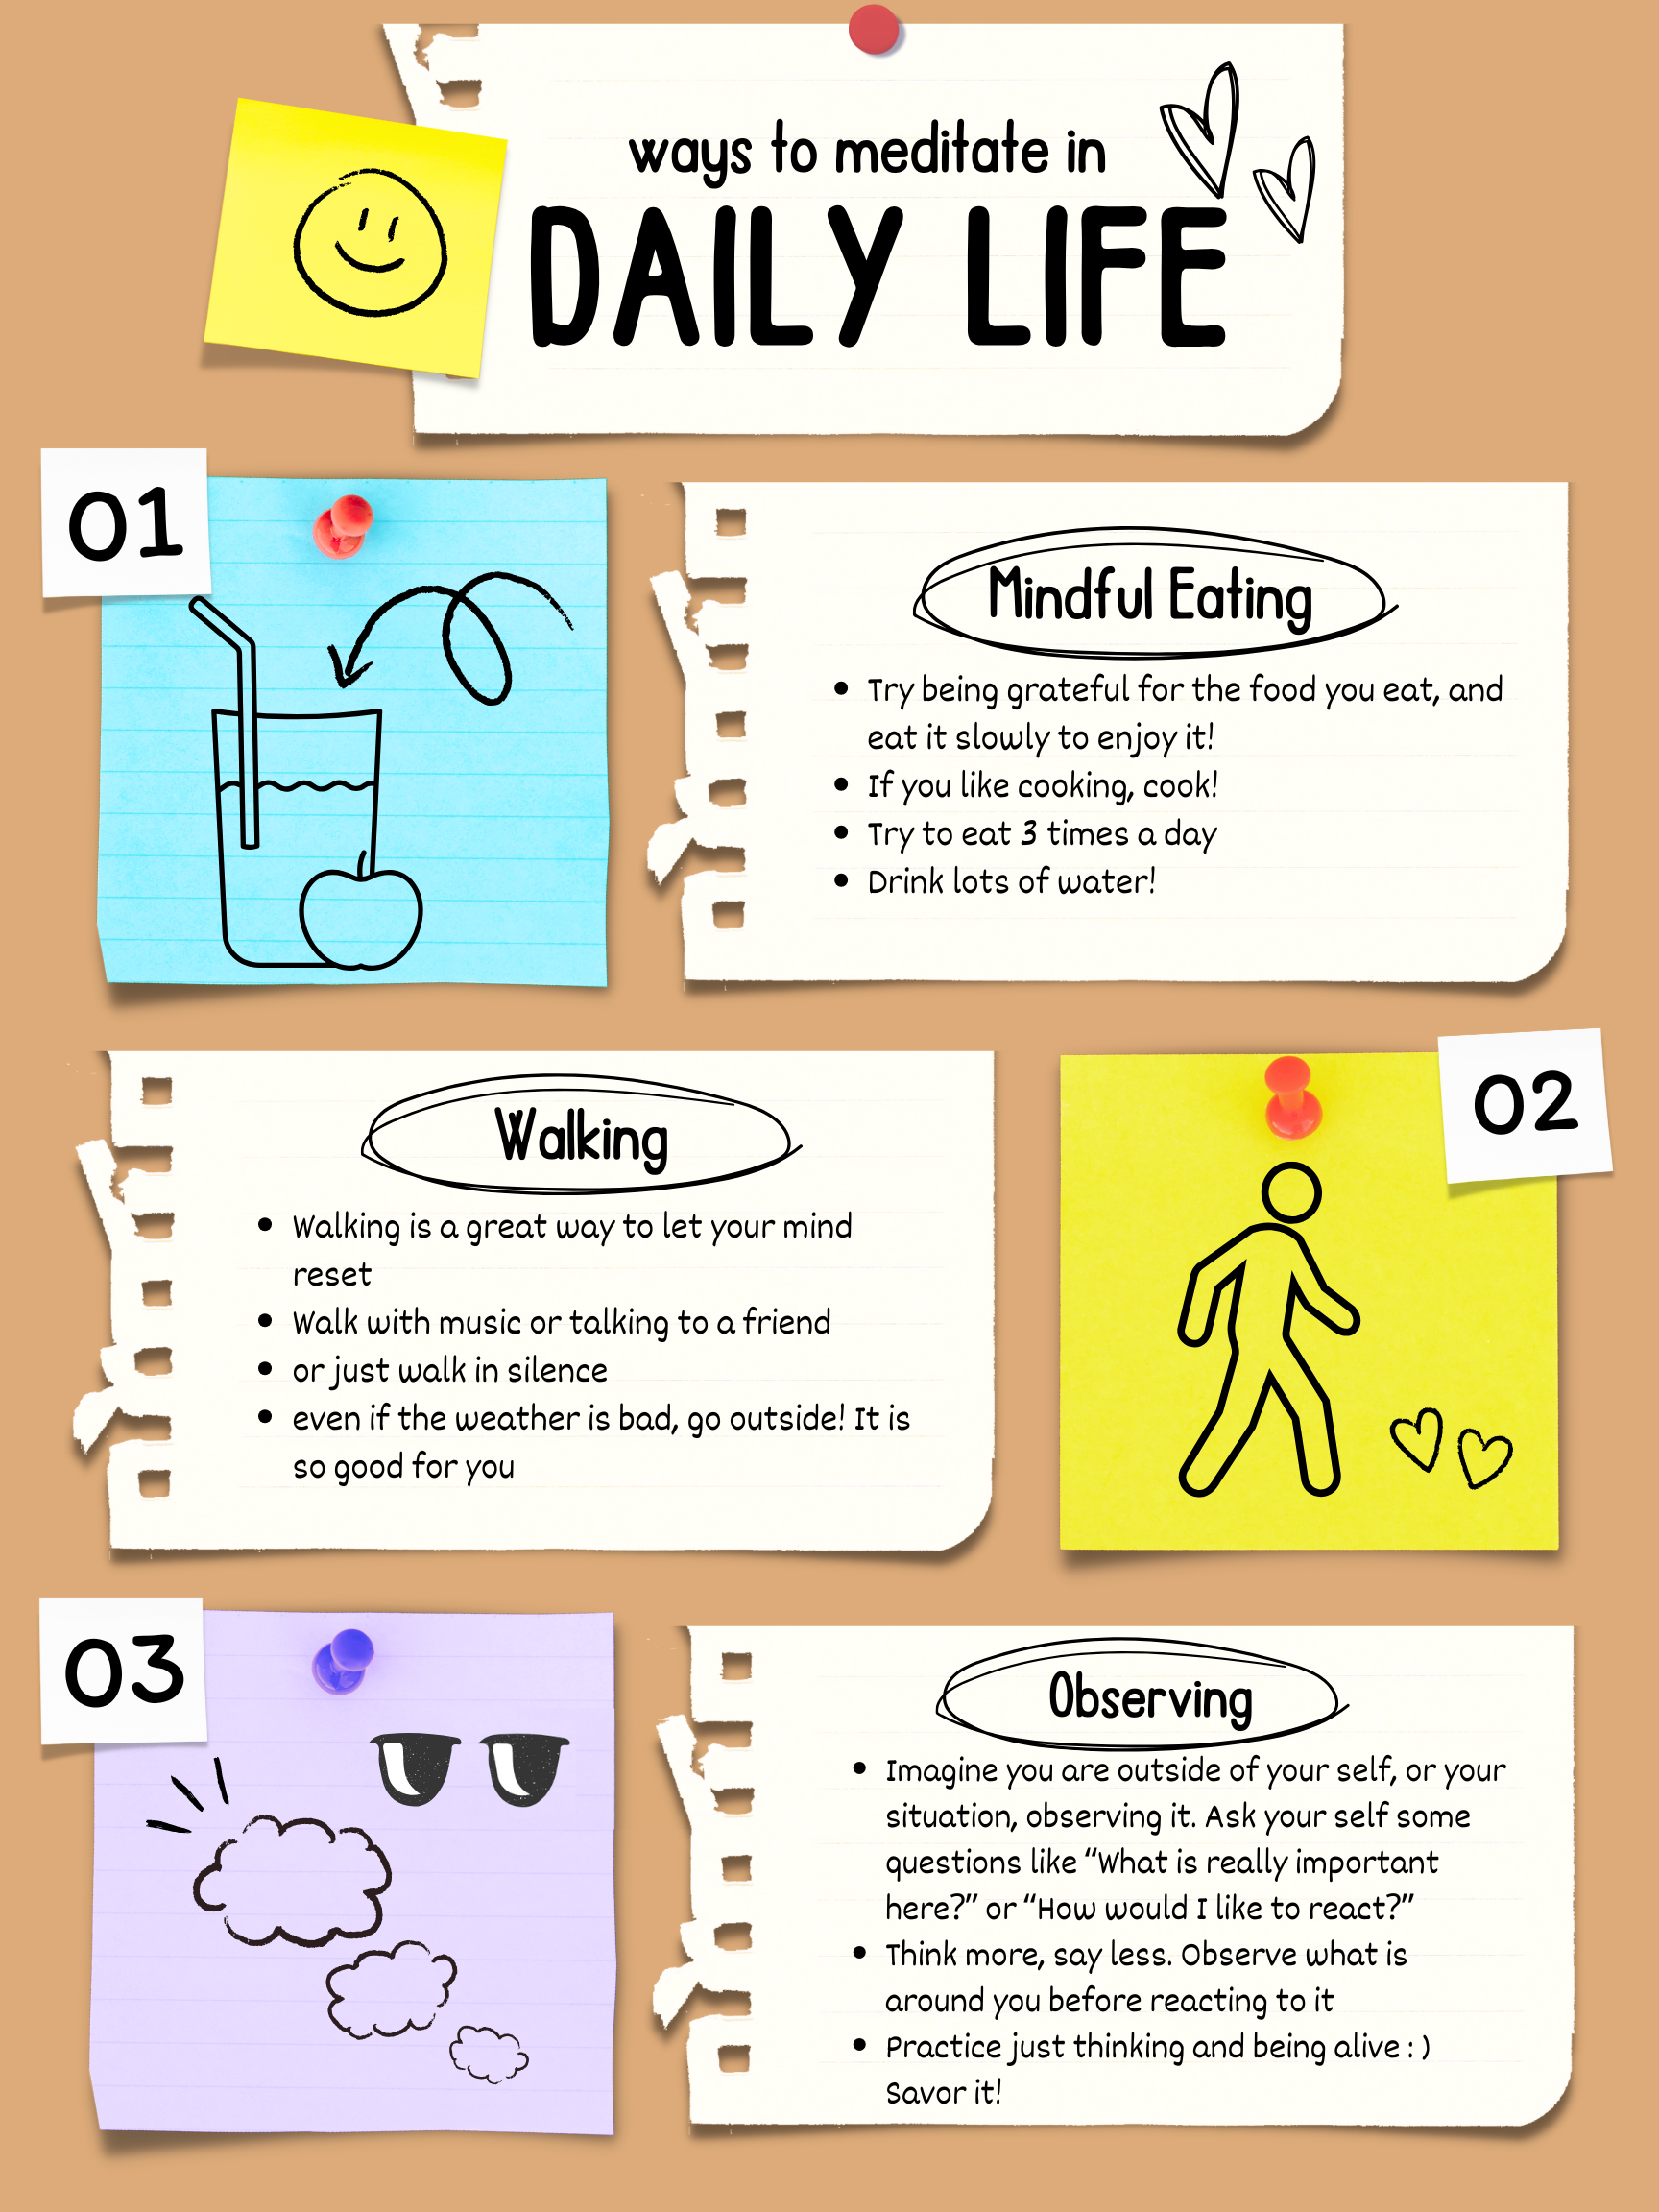 ways to meditate in
DAILY LIFE
01
Mindful Eating
• Try being grateful for the food you eat, and
eat it slowly to enjoy it!
• If you like cooking, cook!
• Try to eat 3 times a day
• Drink lots of water!
02
Walking
• Walking is a great way to let your mind
reset
• Walk with music or talking to a friend
• or just walk in silence
• even if the weather is bad, go outside! It is
so good for you
03
Observing
• Imagine you are outside of your self, or your
situation, observing it. Ask your self some
questions like “What is really important
here?” or “How would I like to react?”
• Think more, say less. Observe what is
around you before reacting to it
• Practice just thinking and being alive : )
Savor it!